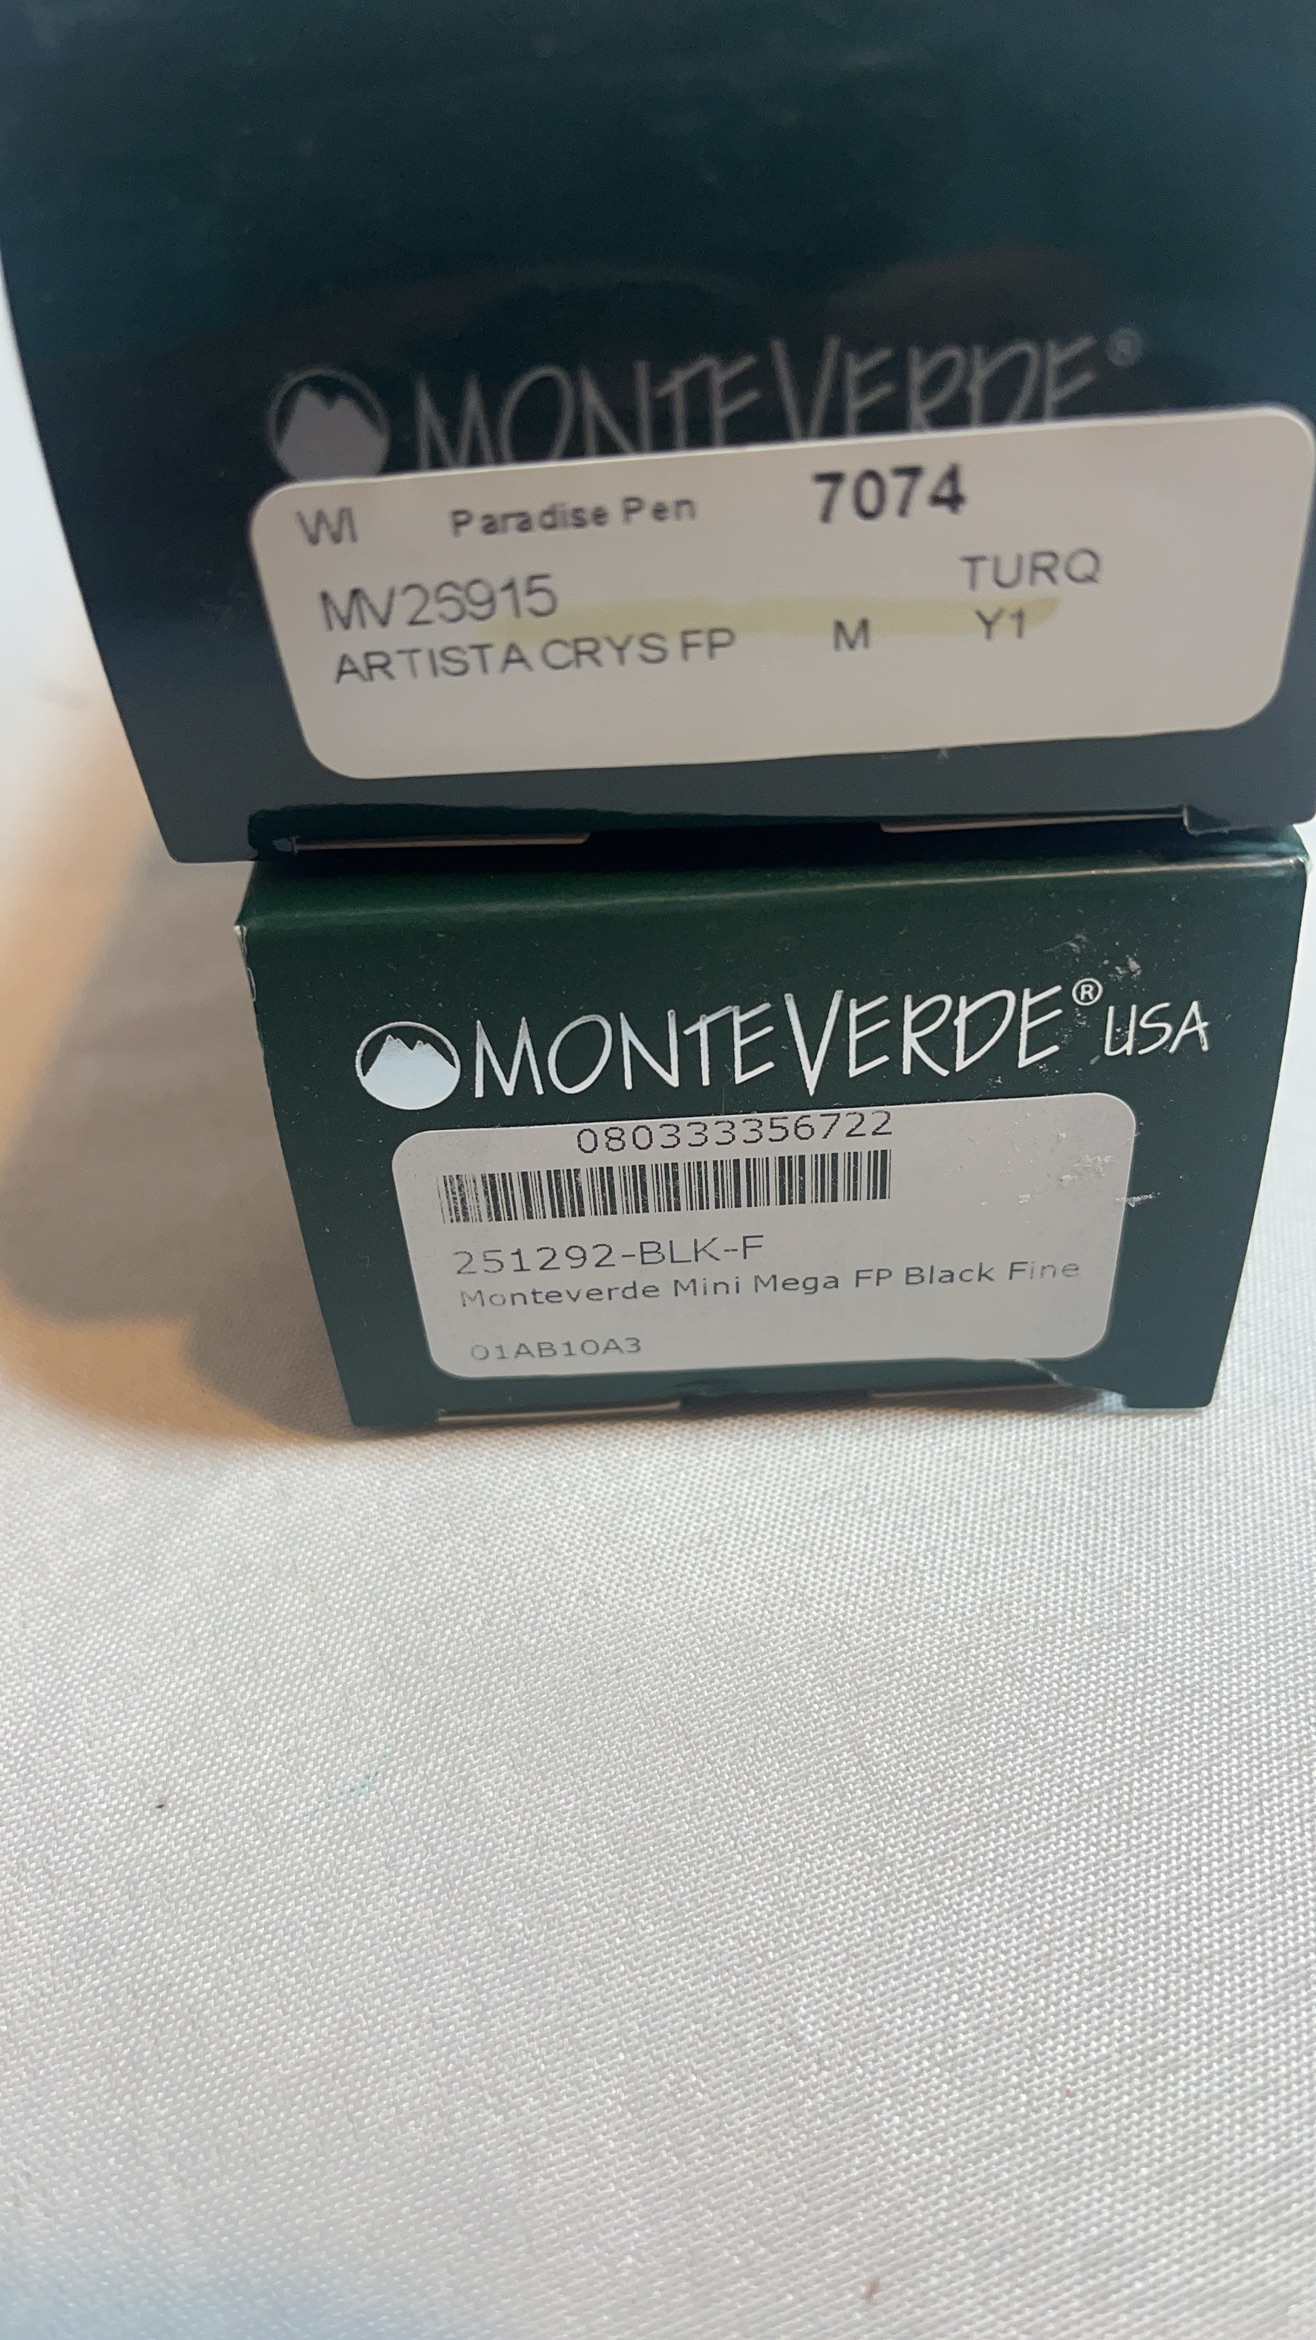 MONTEVERDE®
WI Paradise Pen 7074
MV26915 TURQ
ARTISTA CRYS FP M Y1
MONTEVERDE® USA
080333356722
251292-BLK-F
Monteverde Mini Mega FP Black Fine
01AB10A3